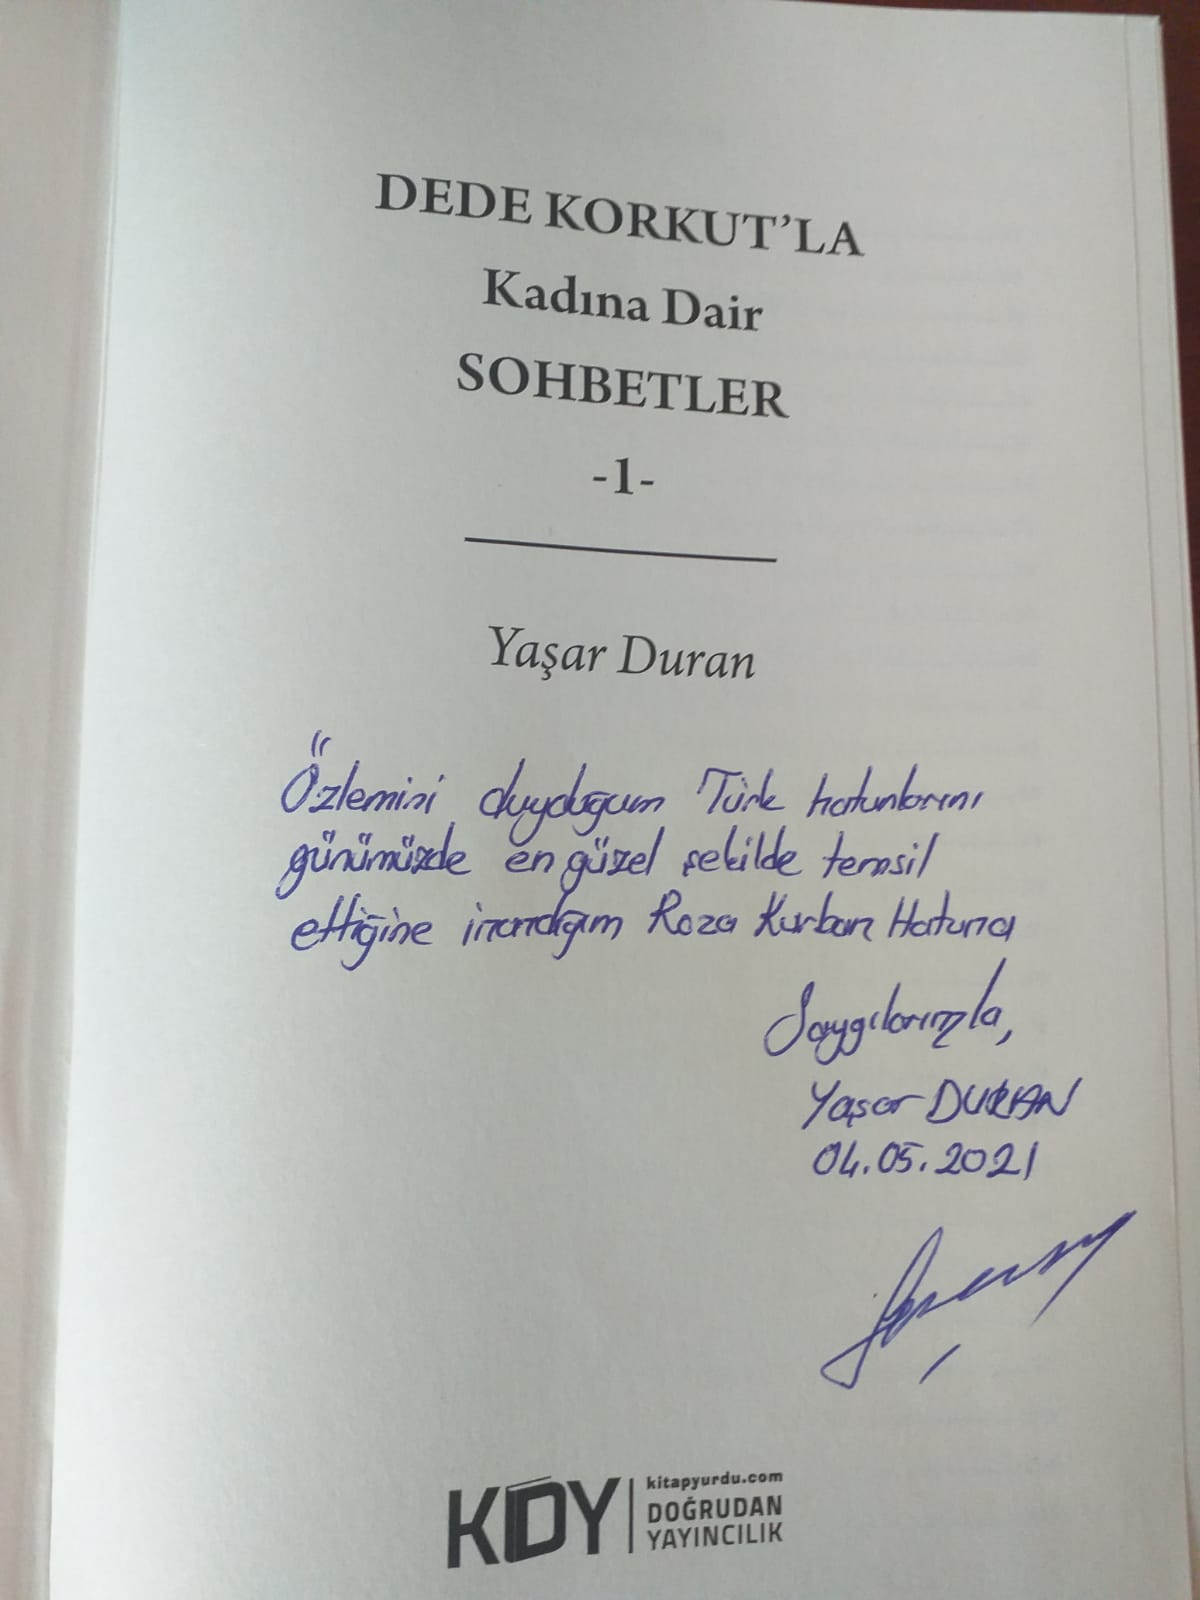 DEDE KORKUT'LA
Kadına Dair
SOHBETLER
-1-
Yaşar Duran
Özlemini duyduğum Türk hatunlarını
günümüzde en güzel şekilde temsil
ettiğine inandığım Roza Kurban Hatuna
Saygılarımla,
Yaşar DURAN
04.05.2021
KDY
kitapyurdu.com
DOĞRUDAN
YAYINCILIK